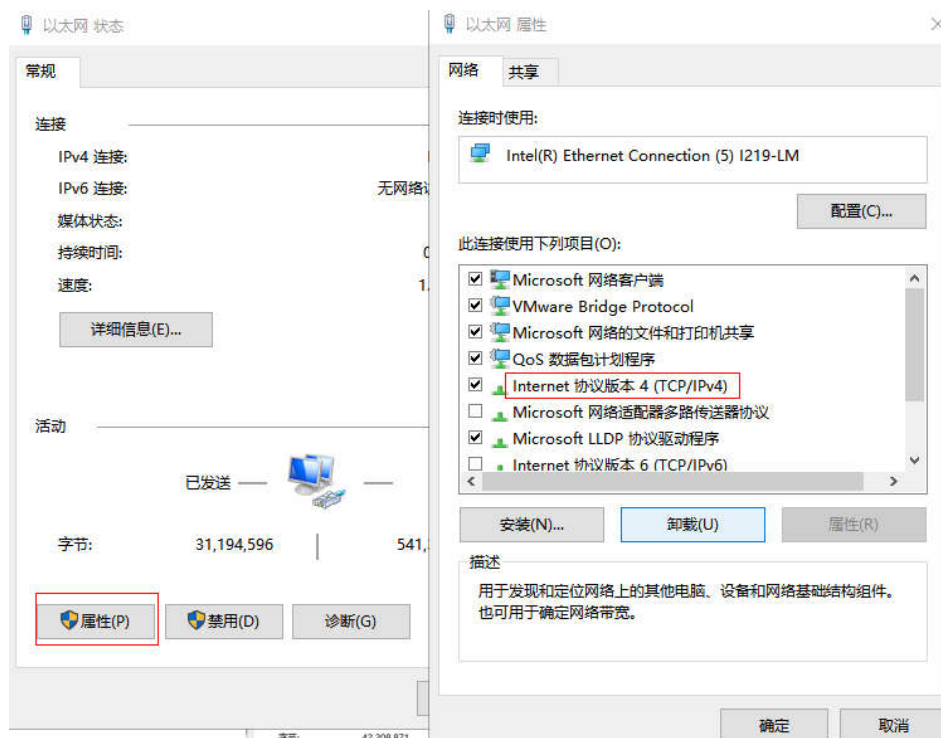 以太网 状态
常规
连接
IPv4 连接:
IPv6 连接:
无网络
媒体状态:
持续时间:
速度:
1.
详细信息(E)...
活动
已发送
字节:
31,194,596
541,
属性(P)
禁用(D)
诊断(G)
字节:
42,208,871
以太网 属性
网络
共享
连接时使用:
Intel(R) Ethernet Connection (5) I219-LM
配置(C)...
此连接使用下列项目(O):
Microsoft 网络客户端
VMware Bridge Protocol
Microsoft 网络的文件和打印机共享
QoS 数据包计划程序
Internet 协议版本 4 (TCP/IPv4)
Microsoft 网络适配器多路传送器协议
Microsoft LLDP 协议驱动程序
Internet 协议版本 6 (TCP/IPv6)
安装(N)...
卸载(U)
属性(R)
描述
用于发现和定位网络上的其他电脑、设备和网络基础结构组件。
也可用于确定网络带宽。
确定
取消